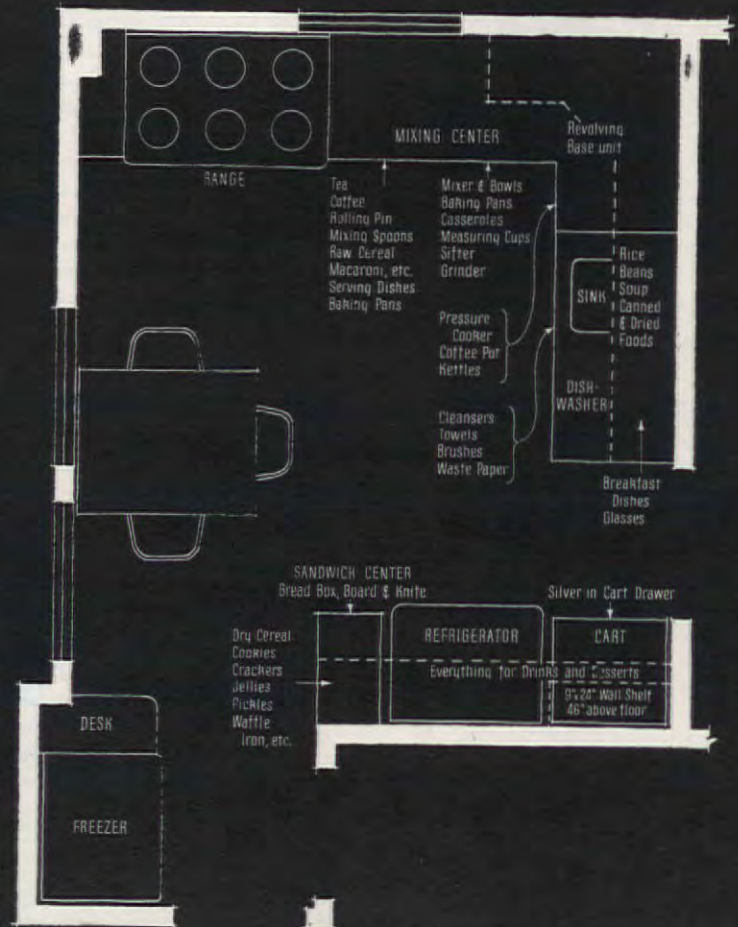 MIXING CENTER
Revolving
Base unit
RANGE
Tea
Coffee
Rolling Pin
Mixing Spoons
Raw Cereal
Macaroni, etc.
Serving Dishes
Baking Pans
Mixer & Bowls
Baking Pans
Casseroles
Measuring Cups
Sifter
Grinder
SINK
Rice
Beans
Soup
Canned
& Dried
Foods
Pressure
Cooker
Coffee Pot
Kettles
DISH-
WASHER
Cleansers
Towels
Brushes
Waste Paper
Breakfast
Dishes
Glasses
SANDWICH CENTER
Bread Box, Board & Knife
Silver in Cart Drawer
Dry Cereal
Cookies
Crackers
Jellies
Pickles
Waffle
Iron, etc.
REFRIGERATOR
CART
Everything for Drinks and Desserts
9"x 24" Wall Shelf
46" above floor
DESK
FREEZER